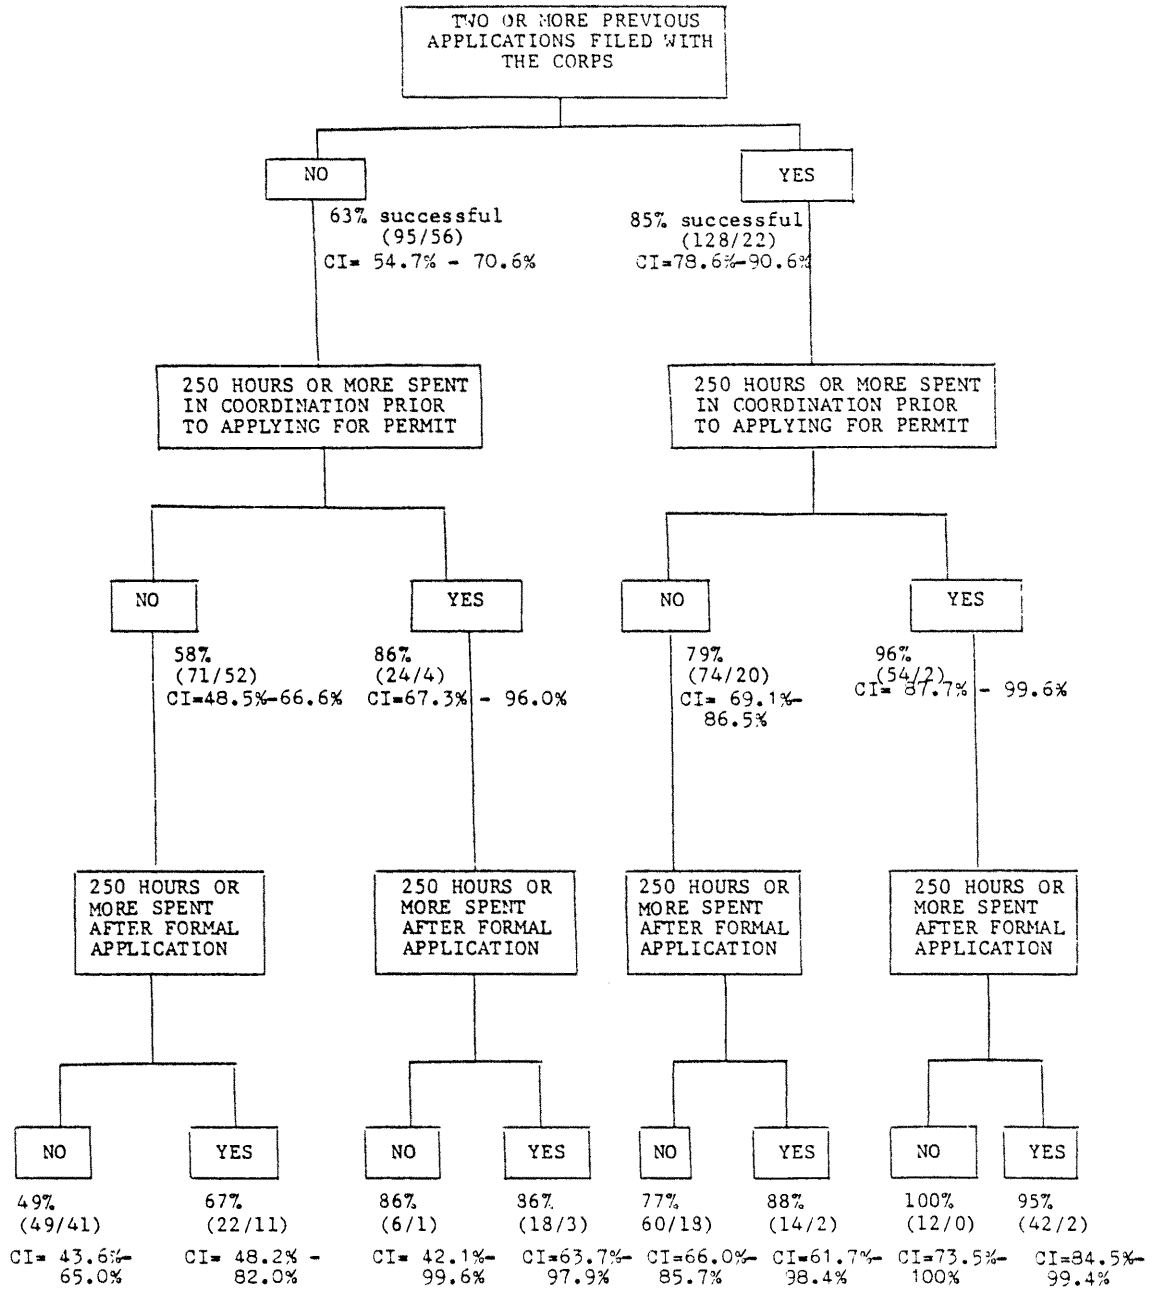 TWO OR MORE PREVIOUS
APPLICATIONS FILED WITH
THE CORPS
NO
YES
63% successful
(95/56)
CI= 54.7% - 70.6%
85% successful
(128/22)
CI=78.6%-90.6%
250 HOURS OR MORE SPENT
IN COORDINATION PRIOR
TO APPLYING FOR PERMIT
250 HOURS OR MORE SPENT
IN COORDINATION PRIOR
TO APPLYING FOR PERMIT
NO
YES
NO
YES
58%
(71/52)
CI=48.5%-66.6%
86%
(24/4)
CI=67.3% - 96.0%
79%
(74/20)
CI= 69.1%-
86.5%
96%
(54/2)
CI= 87.7% - 99.6%
250 HOURS OR
MORE SPENT
AFTER FORMAL
APPLICATION
250 HOURS OR
MORE SPENT
AFTER FORMAL
APPLICATION
250 HOURS OR
MORE SPENT
AFTER FORMAL
APPLICATION
250 HOURS OR
MORE SPENT
AFTER FORMAL
APPLICATION
NO
YES
NO
YES
NO
YES
NO
YES
49%
(49/41)
CI= 43.6%-
65.0%
67%
(22/11)
CI= 48.2% -
82.0%
86%
(6/1)
CI= 42.1%-
99.6%
86%
(18/3)
CI=63.7%-
97.9%
77%
60/18)
CI=66.0%-
85.7%
88%
(14/2)
CI=61.7%-
98.4%
100%
(12/0)
CI=73.5%-
100%
95%
(42/2)
CI=84.5%-
99.4%